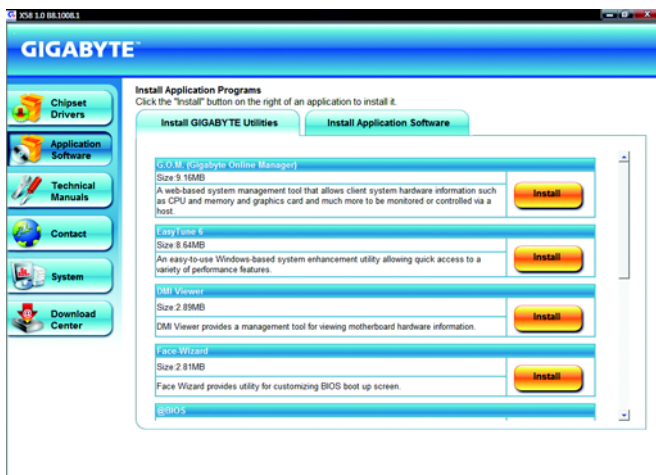 X58 1.0 B8.1008.1
GIGABYTE™
Chipset
Drivers
Application
Software
Technical
Manuals
Contact
System
Download
Center
Install Application Programs
Click the "Install" button on the right of an application to install it.
Install GIGABYTE Utilities
Install Application Software
G.O.M. (Gigabyte Online Manager)
Size:9.16MB
A web-based system management tool that allows client system hardware information such
as CPU and memory and graphics card and much more to be monitored or controlled via a
host.
Install
EasyTune 6
Size:8.64MB
An easy-to-use Windows-based system enhancement utility allowing quick access to a
variety of performance features.
Install
DMI Viewer
Size:2.89MB
DMI Viewer provides a management tool for viewing motherboard hardware information.
Install
Face-Wizard
Size:2.81MB
Face Wizard provides utility for customizing BIOS boot up screen.
Install
@BIOS